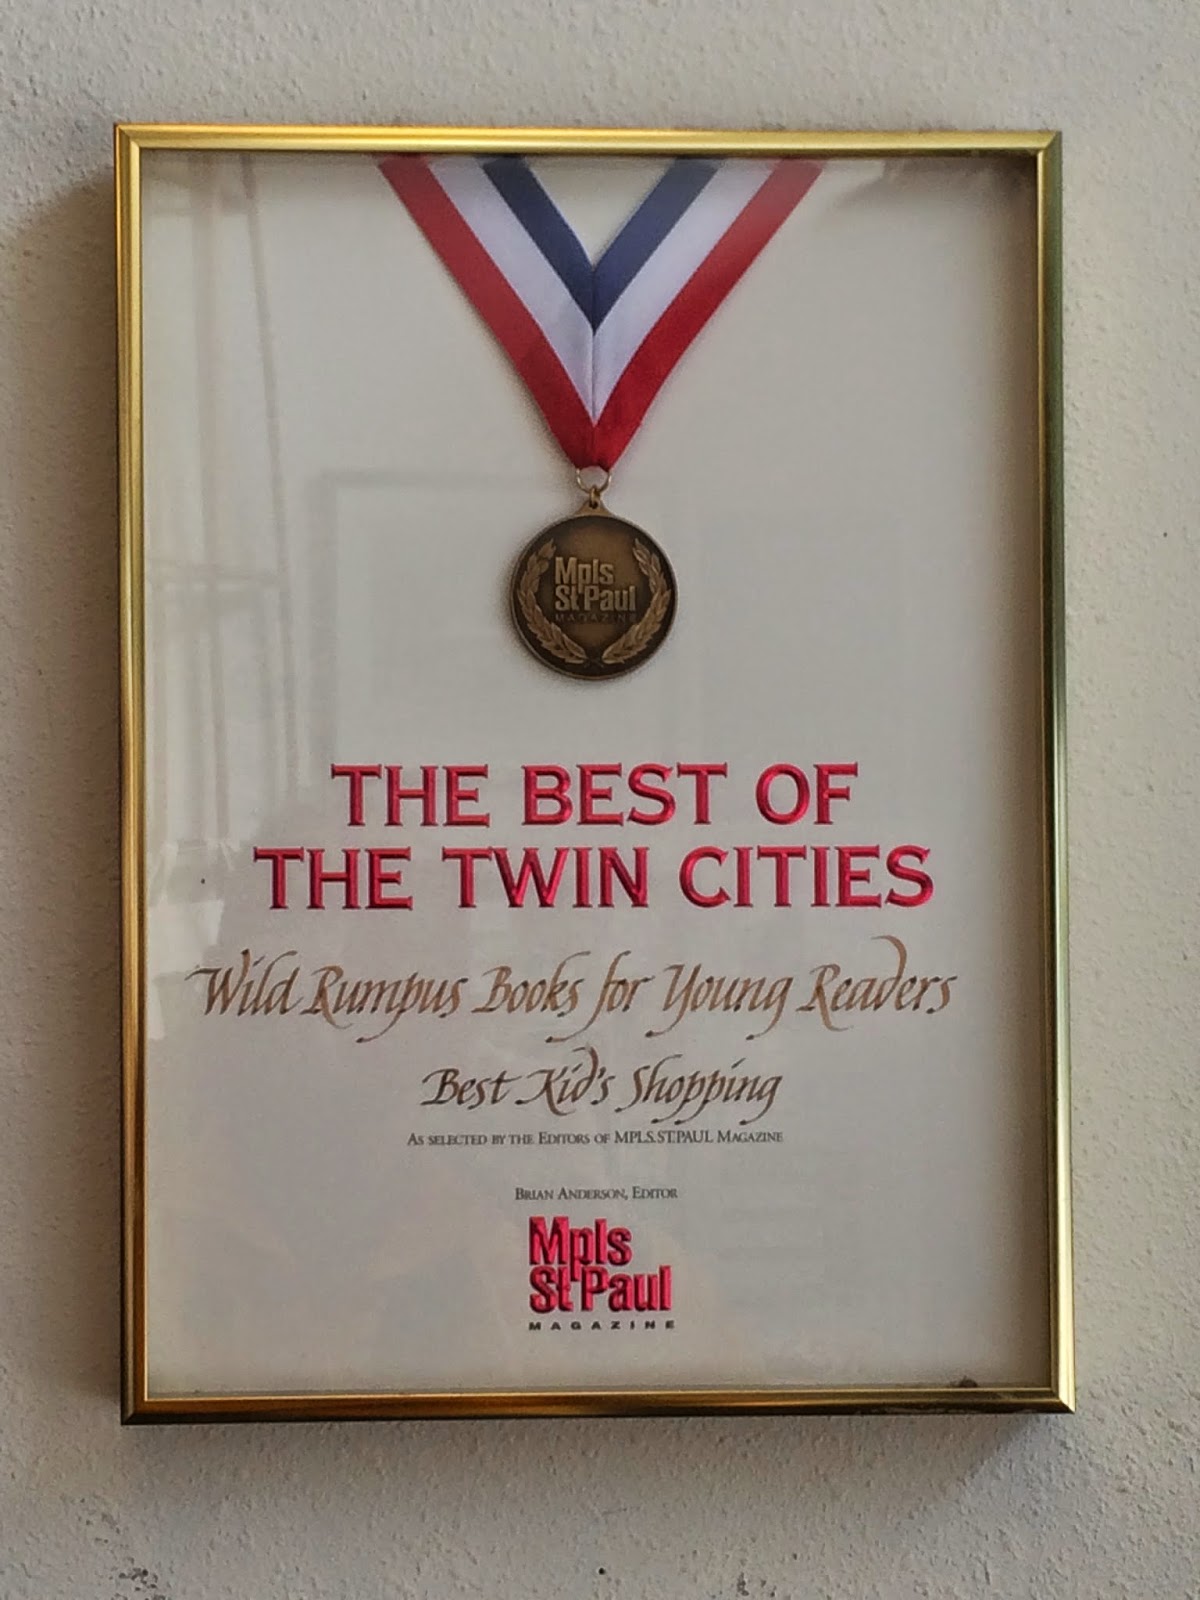 Mpls
St Paul
MAGAZINE
THE BEST OF
THE TWIN CITIES
Wild Rumpus Books for Young Readers
Best Kid's Shopping
AS SELECTED BY THE EDITORS OF MPLS.ST.PAUL MAGAZINE
BRIAN ANDERSON, EDITOR
Mpls
St Paul
MAGAZINE